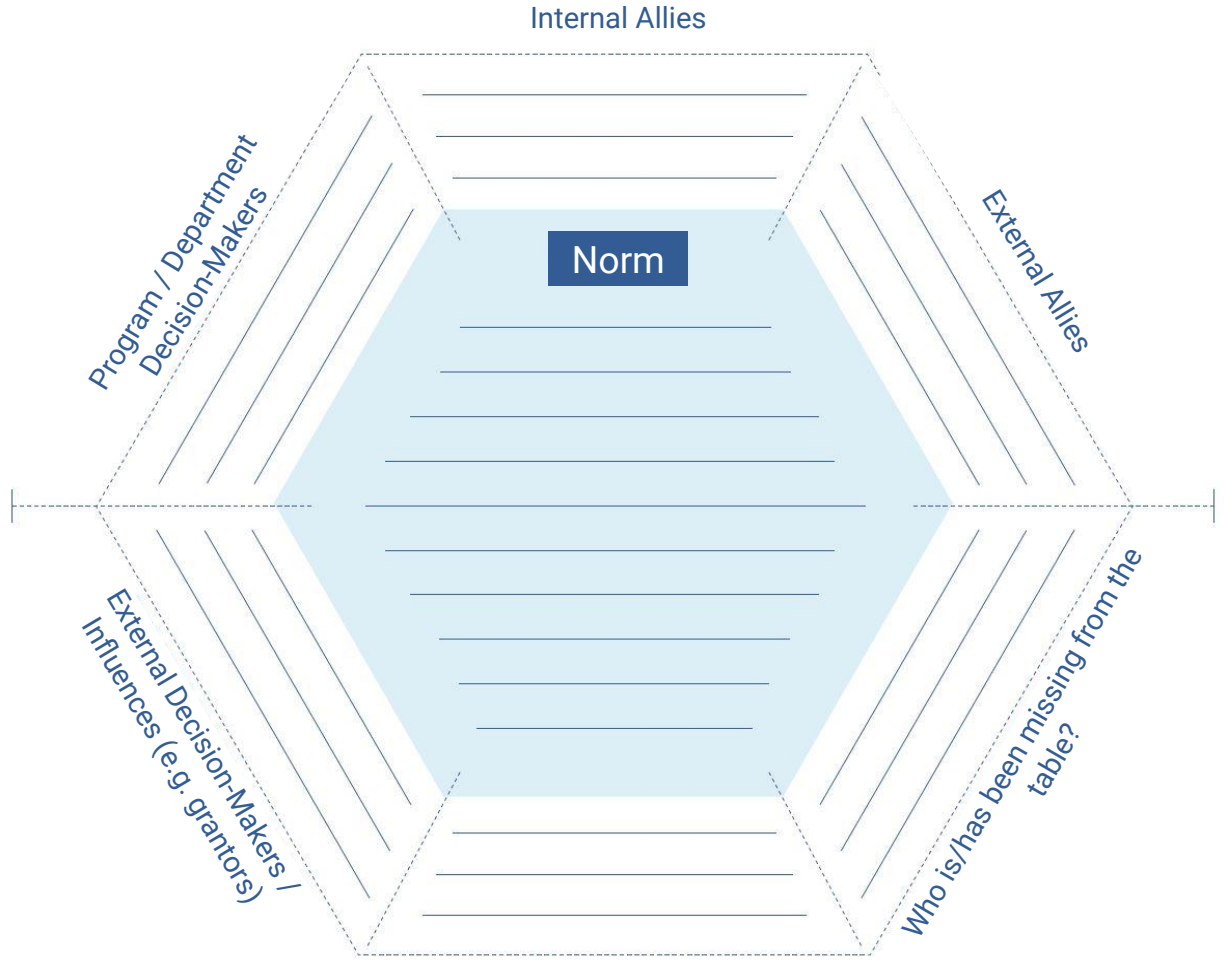 Internal Allies
Program / Department
Decision-Makers
External Allies
Norm
External Decision-Makers /
Influences (e.g. grantors)
Who is/has been missing from the
table?